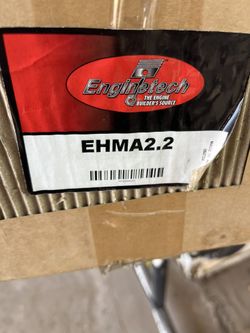 Enginetech
THE ENGINE
BUILDER'S SOURCE
EHMA2.2